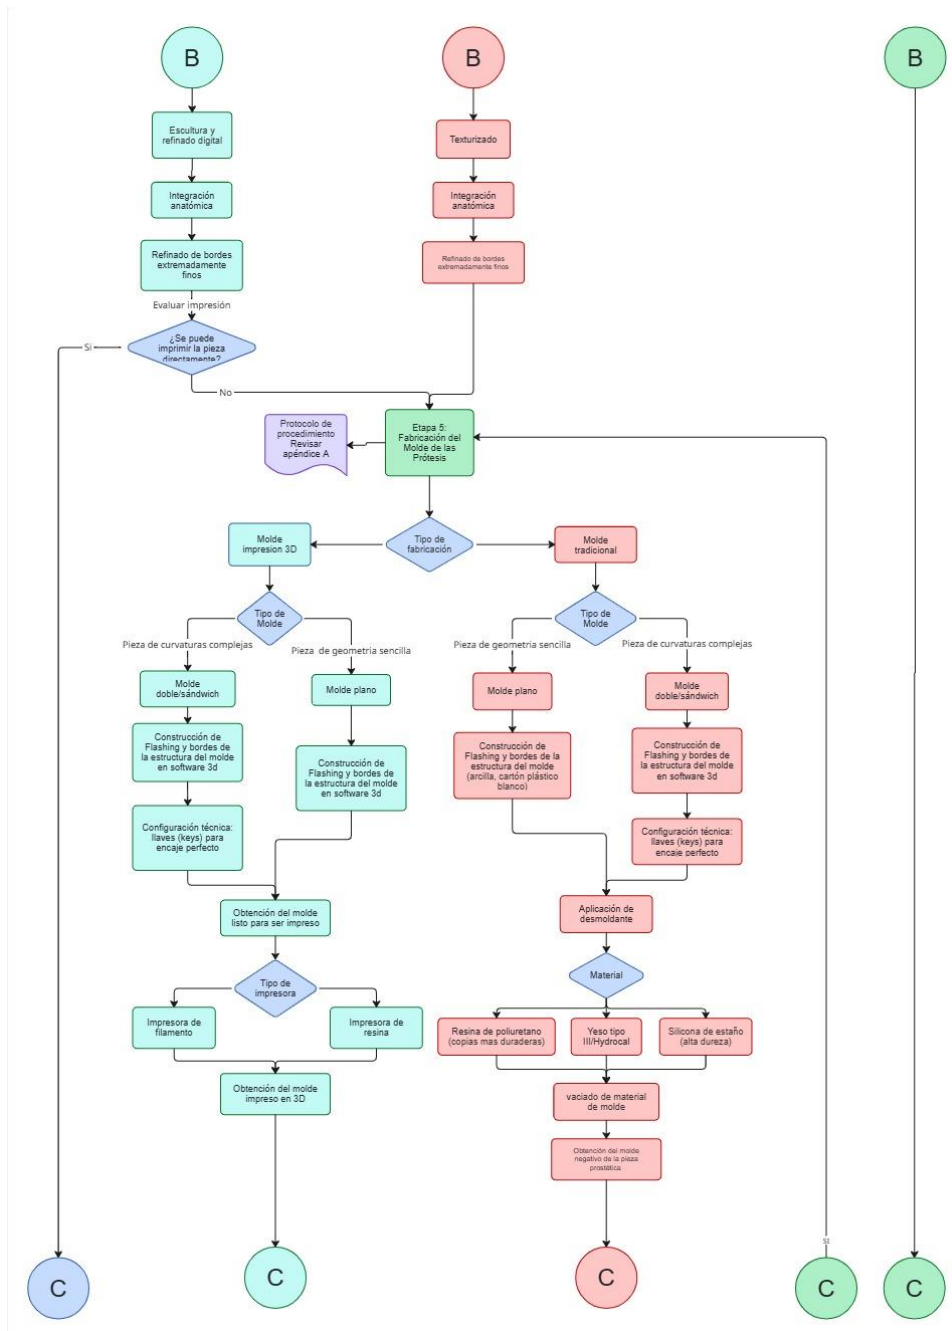 B
B
B
Escultura y
refinado digital
Texturizado
Integración
anatómica
Integración
anatómica
Refinado de bordes
extremadamente
finos
Refinado de bordes
extremadamente finos
Evaluar impresión
¿Se puede
imprimir la pieza
directamente?
Si
No
Protocolo de
procedimiento
Revisar
apéndice A
Etapa 5:
Fabricación del
Molde de las
Prótesis
Molde
impresion 3D
Tipo de
fabricación
Molde
tradicional
Tipo de
Molde
Tipo de
Molde
Pieza de curvaturas complejas
Pieza de geometria sencilla
Pieza de geometria sencilla
Pieza de curvaturas complejas
Molde
doble/sándwich
Molde plano
Molde plano
Molde
doble/sándwich
Construcción de
Flashing y bordes de
la estructura del molde
en software 3d
Construcción de
Flashing y bordes de
la estructura del molde
en software 3d
Construcción de
Flashing y bordes de la
estructura del molde
(arcilla, cartón plástico
blanco)
Construcción de
Flashing y bordes de
la estructura del molde
en software 3d
Configuración técnica:
llaves (keys) para
encaje perfecto
Configuración técnica:
llaves (keys) para
encaje perfecto
Obtención del molde
listo para ser impreso
Aplicación de
desmoldante
Tipo de
impresora
Material
Impresora de
filamento
Impresora de
resina
Resina de poliuretano
(copias mas duraderas)
Yeso tipo
III/Hydrocal
Silicona de estaño
(alta dureza)
Obtención del molde
impreso en 3D
vaciado de material
de molde
Obtención del molde
negativo de la pieza
prostética
SI
C
C
C
C
C